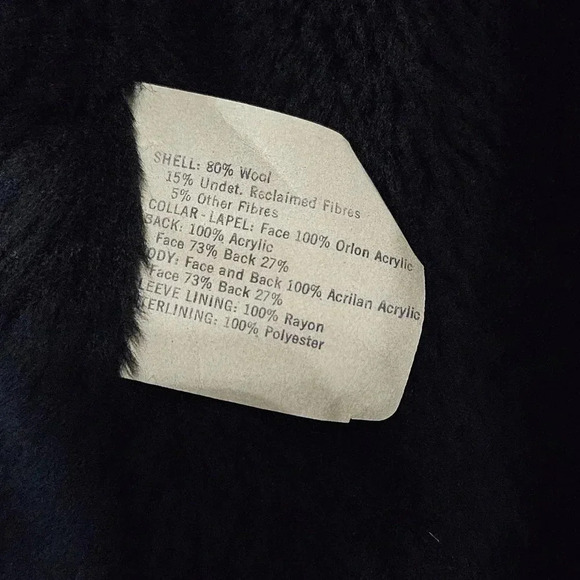 SHELL: 80% Wool
15% Undet. Reclaimed Fibres
5% Other Fibres
COLLAR - LAPEL: Face 100% Orlon Acrylic
BACK: 100% Acrylic
Face 73% Back 27%
ODY: Face and Back 100% Acrilan Acrylic
Face 73% Back 27%
LEEVE LINING: 100% Rayon
TERLINING: 100% Polyester